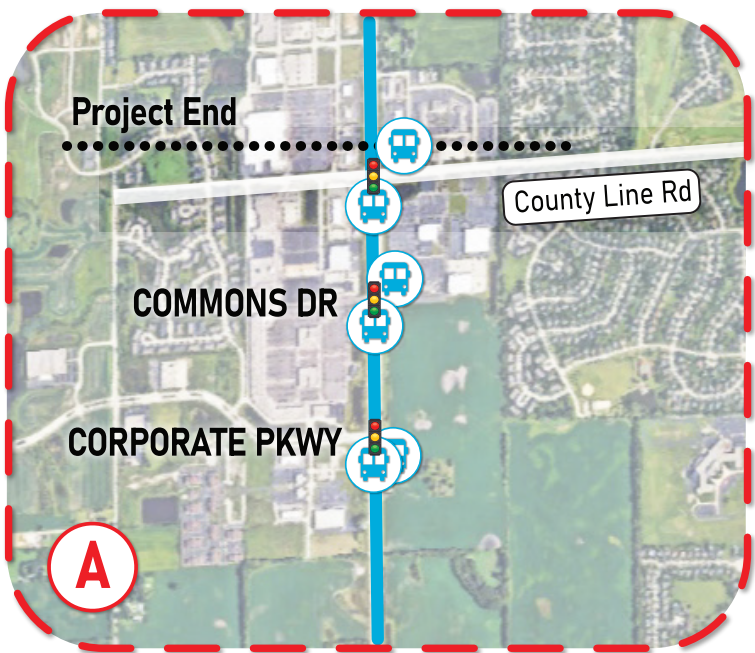 Project End
County Line Rd
COMMONS DR
CORPORATE PKWY
A